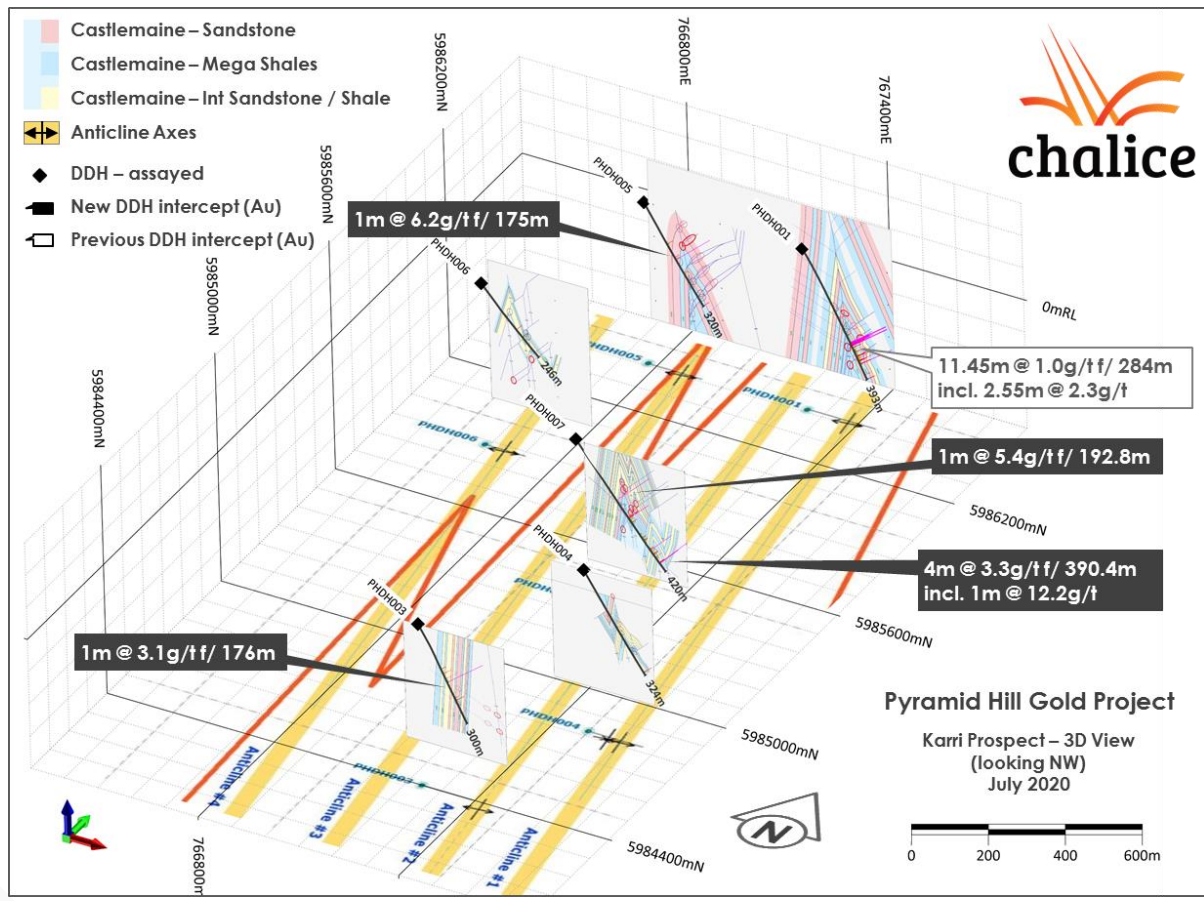 Castlemaine – Sandstone
Castlemaine – Mega Shales
Castlemaine – Int Sandstone / Shale
Anticline Axes
DDH – assayed
New DDH intercept (Au)
Previous DDH intercept (Au)
chalice
5986200mN
5985600mN
5985000mN
5984400mN
766800mE
767400mE
0mRL
PHDH005
PHDH001
PHDH006
1m @ 6.2g/t f/ 175m
320m
393m
246m
11.45m @ 1.0g/t f/ 284m
incl. 2.55m @ 2.3g/t
PHDH005
PHDH001
PHDH006
PHDH007
1m @ 5.4g/t f/ 192.8m
5986200mN
420m
4m @ 3.3g/t f/ 390.4m
incl. 1m @ 12.2g/t
PHDH004
5985600mN
PHDH003
1m @ 3.1g/t f/ 176m
324m
300m
5985000mN
PHDH004
PHDH003
Anticline #4
Anticline #3
Anticline #2
Anticline #1
766800m
5984400mN
N
Pyramid Hill Gold Project
Karri Prospect – 3D View
(looking NW)
July 2020
0 200 400 600m